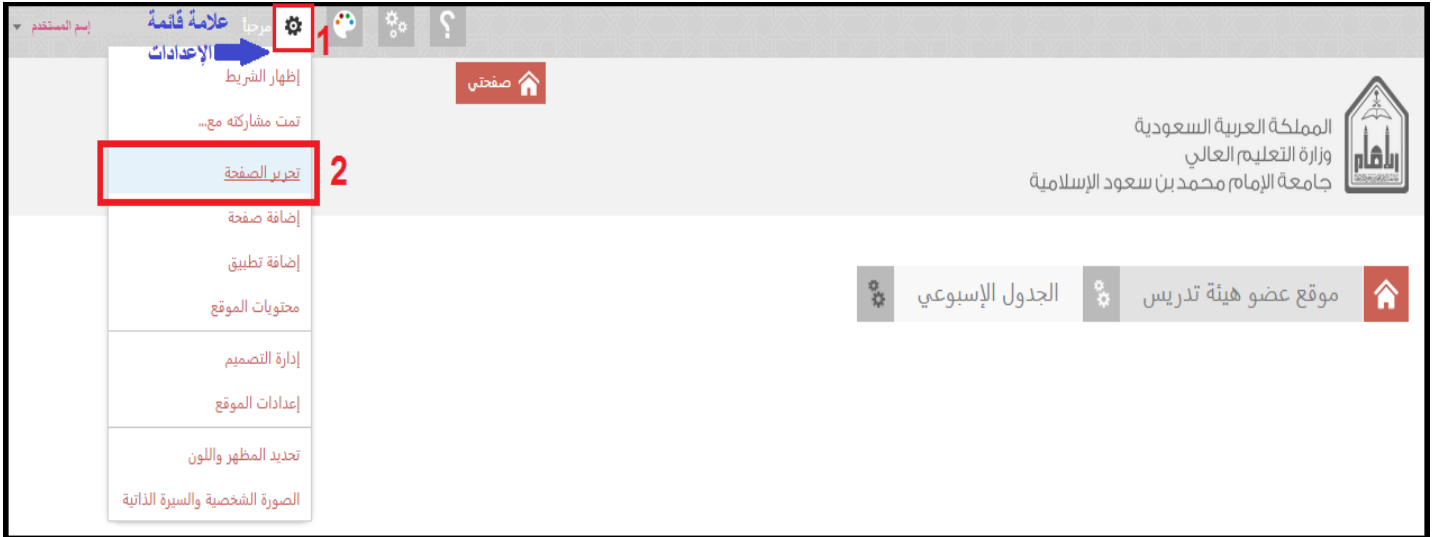 ؟
1
مرحباً
إسم المستخدم
علامة قائمة
الإعدادات
إظهار الشريط
تمت مشاركته مع...
2
تحرير الصفحة
إضافة صفحة
إضافة تطبيق
محتويات الموقع
إدارة التصميم
إعدادات الموقع
تحديد المظهر واللون
الصورة الشخصية والسيرة الذاتية
صفحتي
المملكة العربية السعودية
وزارة التعليم العالي
جامعة الإمام محمد بن سعود الإسلامية
موقع عضو هيئة تدريس
الجدول الإسبوعي